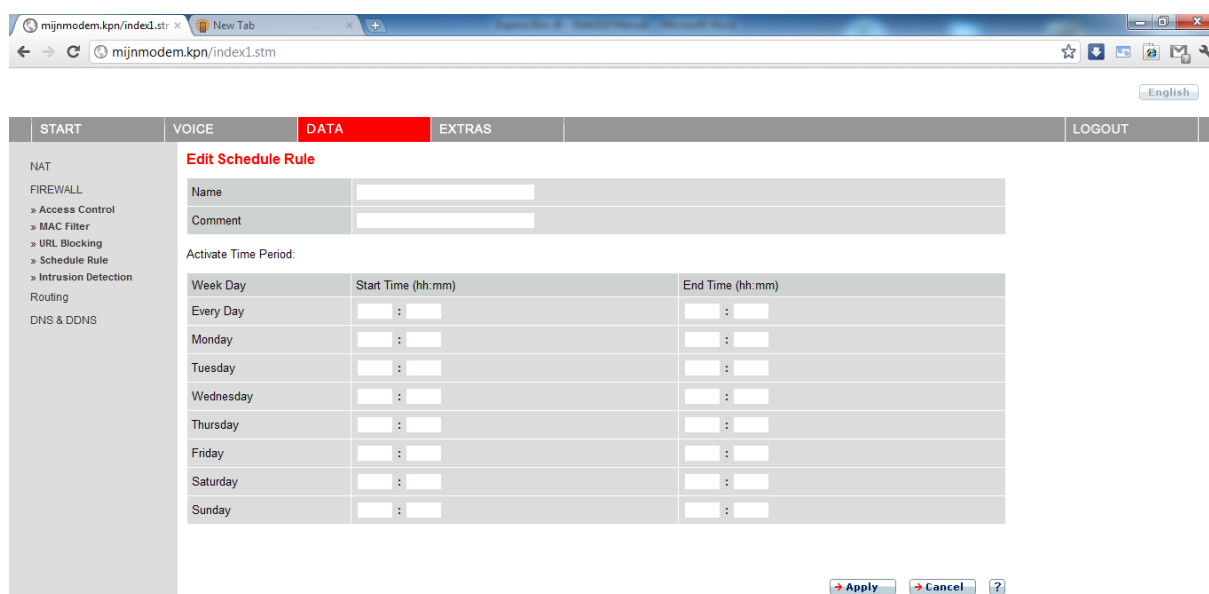 mijnmodem.kpn/index1.str
New Tab
mijnmodem.kpn/index1.stm
English
START VOICE DATA EXTRAS LOGOUT
NAT
FIREWALL
» Access Control
» MAC Filter
» URL Blocking
» Schedule Rule
» Intrusion Detection
Routing
DNS & DDNS
Edit Schedule Rule
Name
Comment
Activate Time Period:
Week Day Start Time (hh:mm) End Time (hh:mm)
Every Day : :
Monday : :
Tuesday : :
Wednesday : :
Thursday : :
Friday : :
Saturday : :
Sunday : :
Apply Cancel ?